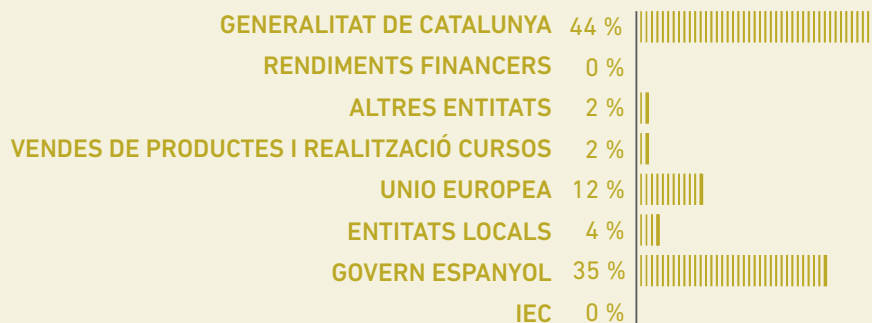 GENERALITAT DE CATALUNYA 44 %
RENDIMENTS FINANCERS 0 %
ALTRES ENTITATS 2 %
VENDES DE PRODUCTES I REALITZACIÓ CURSOS 2 %
UNIO EUROPEA 12 %
ENTITATS LOCALS 4 %
GOVERN ESPANYOL 35 %
IEC 0 %